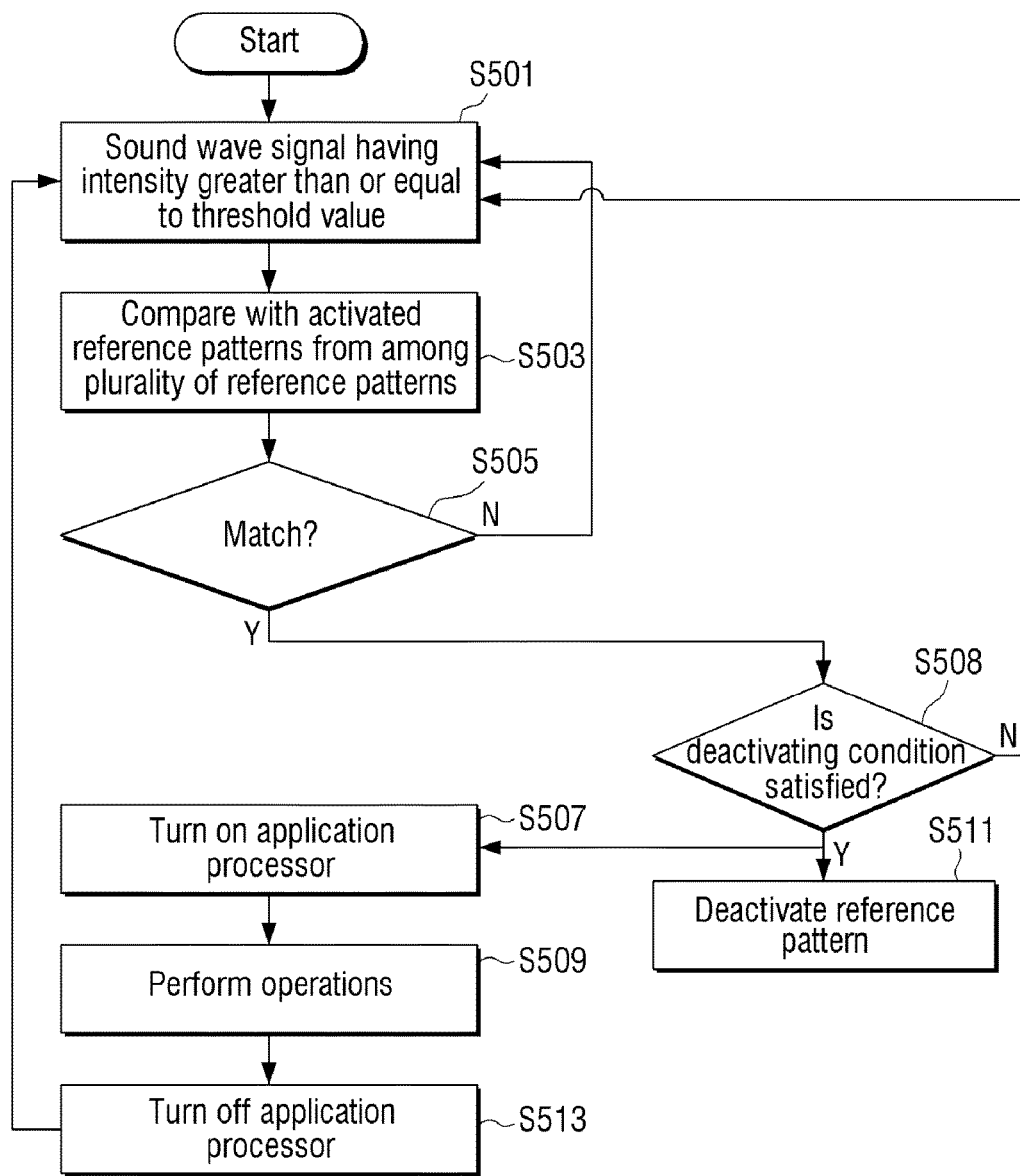 Start
S501
Sound wave signal having
intensity greater than or equal
to threshold value
Compare with activated
reference patterns from among
plurality of reference patterns
S503
S505
Match?
N
Y
S508
Is
deactivating condition
satisfied?
N
Y
S507
Turn on application
processor
S511
Deactivate reference
pattern
S509
Perform operations
Turn off application
processor
S513